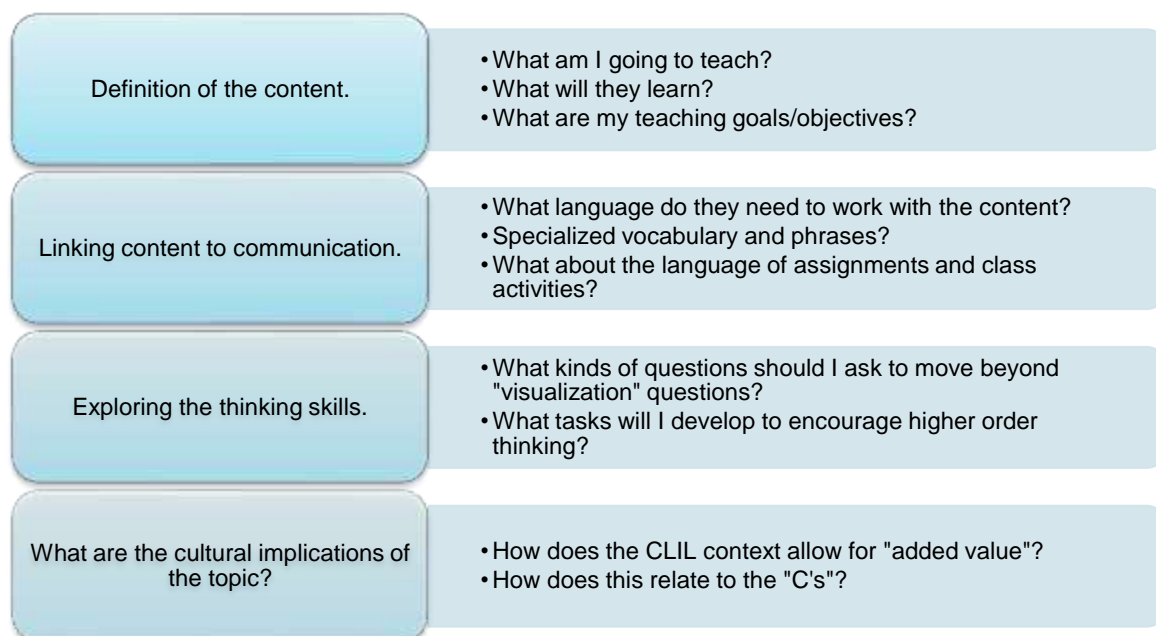 Definition of the content.
• What am I going to teach?
• What will they learn?
• What are my teaching goals/objectives?
Linking content to communication.
• What language do they need to work with the content?
• Specialized vocabulary and phrases?
• What about the language of assignments and class
activities?
Exploring the thinking skills.
• What kinds of questions should I ask to move beyond
"visualization" questions?
• What tasks will I develop to encourage higher order
thinking?
What are the cultural implications of
the topic?
• How does the CLIL context allow for "added value"?
• How does this relate to the "C's"?